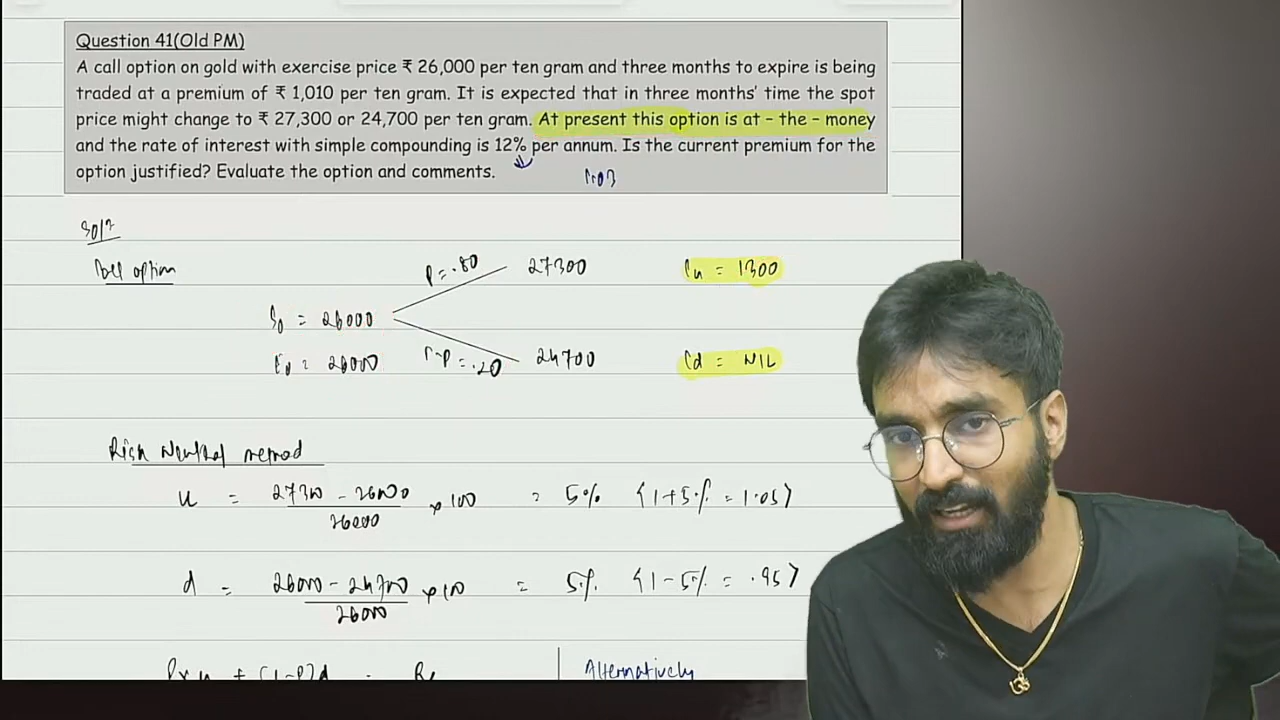 Question 41(Old PM)
A call option on gold with exercise price ₹ 26,000 per ten gram and three months to expire is being
traded at a premium of ₹ 1,010 per ten gram. It is expected that in three months' time the spot
price might change to ₹ 27,300 or 24,700 per ten gram. At present this option is at – the – money
and the rate of interest with simple compounding is 12% per annum. Is the current premium for the
option justified? Evaluate the option and comments.
1.03
Soln
Call option
P = .80 27300 Cu = 1300
S0 = 26000
E0 = 26000 1-P = .20 24700 Cd = NIL
Risk Neutral method
u = 27300 - 26000 / 26000 × 100 = 5% {1+5% = 1.05}
d = 26000 - 24700 / 26000 × 100 = 5% {1-5% = .95}
P×u + (1-P)d = Alternatively